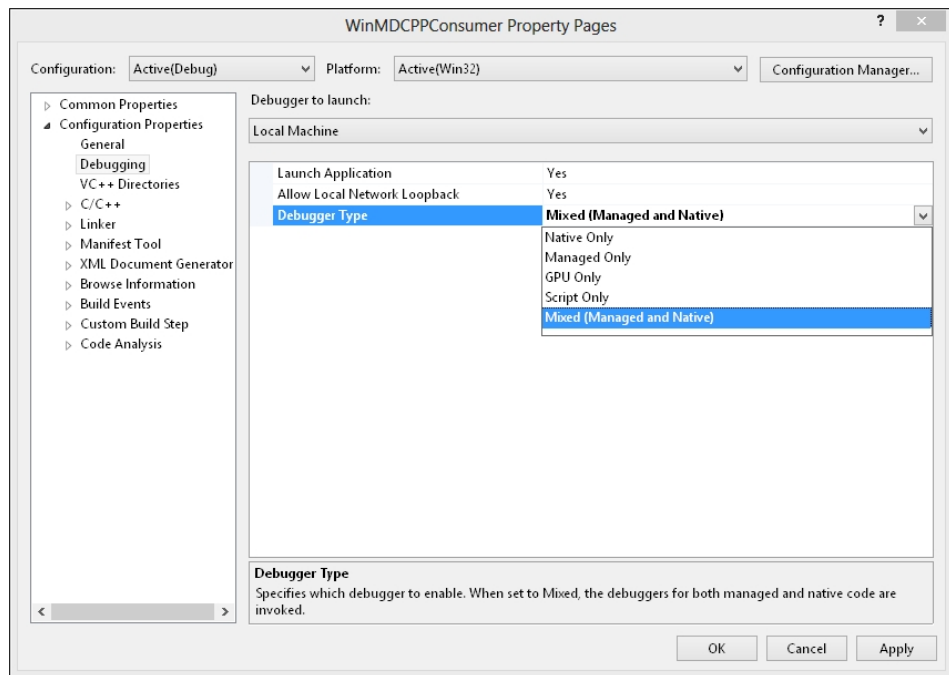 WinMDCPPConsumer Property Pages
?
Configuration: Active(Debug) Platform: Active(Win32) Configuration Manager...
Common Properties
Configuration Properties
General
Debugging
VC++ Directories
C/C++
Linker
Manifest Tool
XML Document Generator
Browse Information
Build Events
Custom Build Step
Code Analysis
Debugger to launch:
Local Machine
Launch Application Yes
Allow Local Network Loopback Yes
Debugger Type Mixed (Managed and Native)
Native Only
Managed Only
GPU Only
Script Only
Mixed (Managed and Native)
Debugger Type
Specifies which debugger to enable. When set to Mixed, the debuggers for both managed and native code are
invoked.
OK Cancel Apply